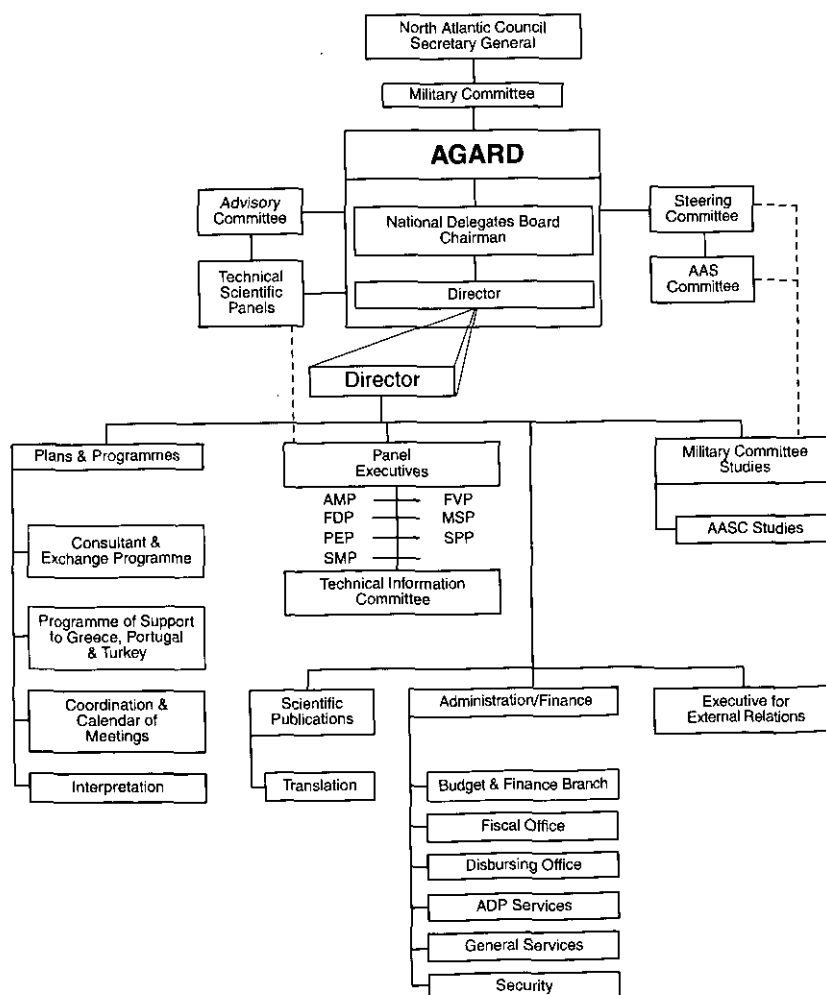 North Atlantic Council
Secretary General
Military Committee
AGARD
Advisory
Committee
National Delegates Board
Chairman
Steering
Committee
Technical
Scientific
Panels
Director
AAS
Committee
Director
Plans & Programmes
Panel
Executives
Military Committee
Studies
AMP
FVP
FDP
MSP
PEP
SPP
SMP
AASC Studies
Consultant &
Exchange Programme
Technical Information
Committee
Programme of Support
to Greece, Portugal
& Turkey
Coordination &
Calendar of
Meetings
Interpretation
Scientific
Publications
Translation
Administration/Finance
Executive for
External Relations
Budget & Finance Branch
Fiscal Office
Disbursing Office
ADP Services
General Services
Security